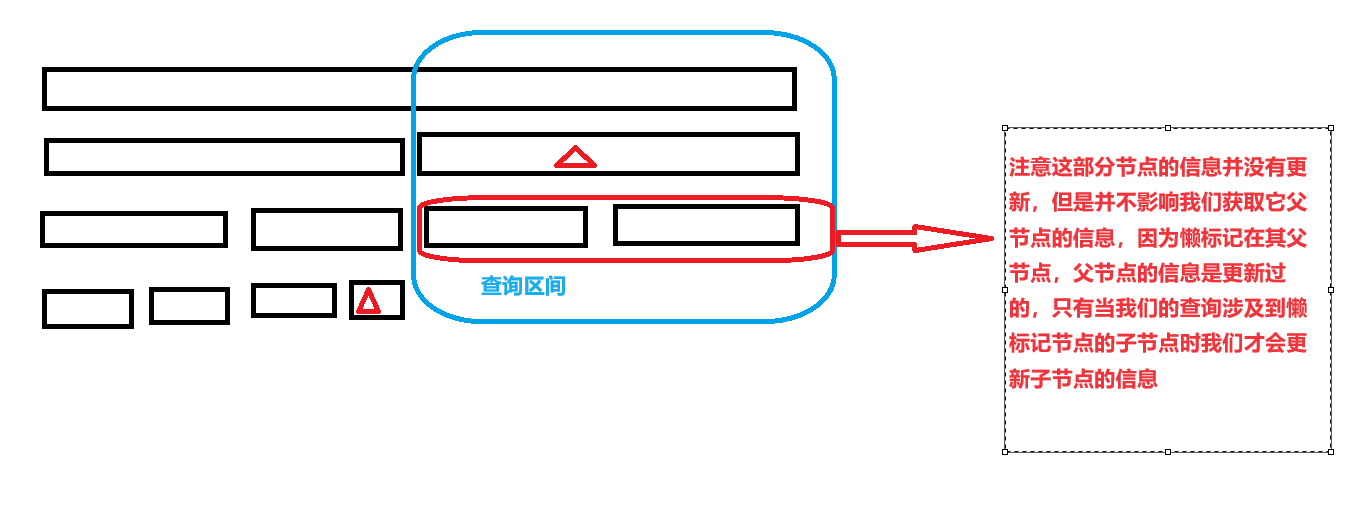 查询区间
注意这部分节点的信息并没有更
新，但是并不影响我们获取它父
节点的信息，因为懒标记在其父
节点，父节点的信息是更新过
的，只有当我们的查询涉及到懒
标记节点的子节点时我们才会更
新子节点的信息